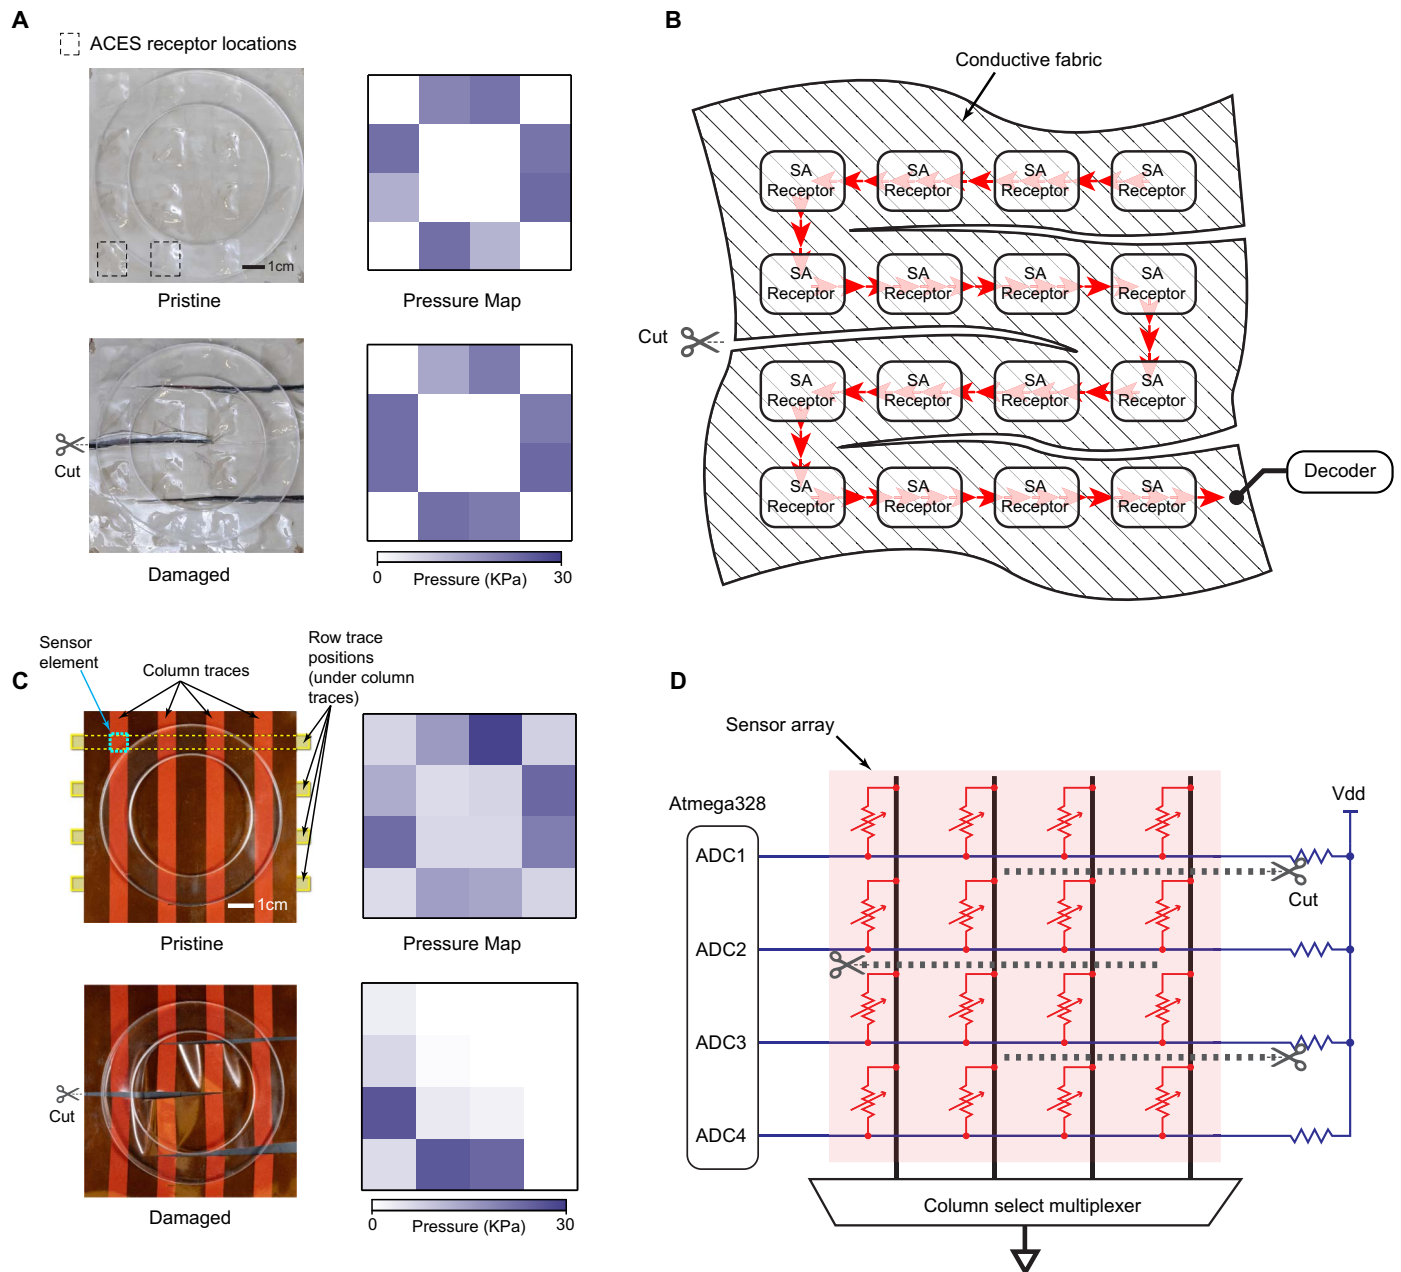 A
ACES receptor locations
1cm
Pristine
Pressure Map
Cut
Damaged
0
Pressure (KPa)
30
B
Conductive fabric
SA
Receptor
SA
Receptor
SA
Receptor
SA
Receptor
SA
Receptor
SA
Receptor
SA
Receptor
SA
Receptor
Cut
SA
Receptor
SA
Receptor
SA
Receptor
SA
Receptor
SA
Receptor
SA
Receptor
SA
Receptor
SA
Receptor
Decoder
C
Sensor
element
Column traces
Row trace
positions
(under column
traces)
1cm
Pristine
Pressure Map
Cut
Damaged
0
Pressure (KPa)
30
D
Sensor array
Atmega328
Vdd
ADC1
Cut
ADC2
ADC3
ADC4
Column select multiplexer